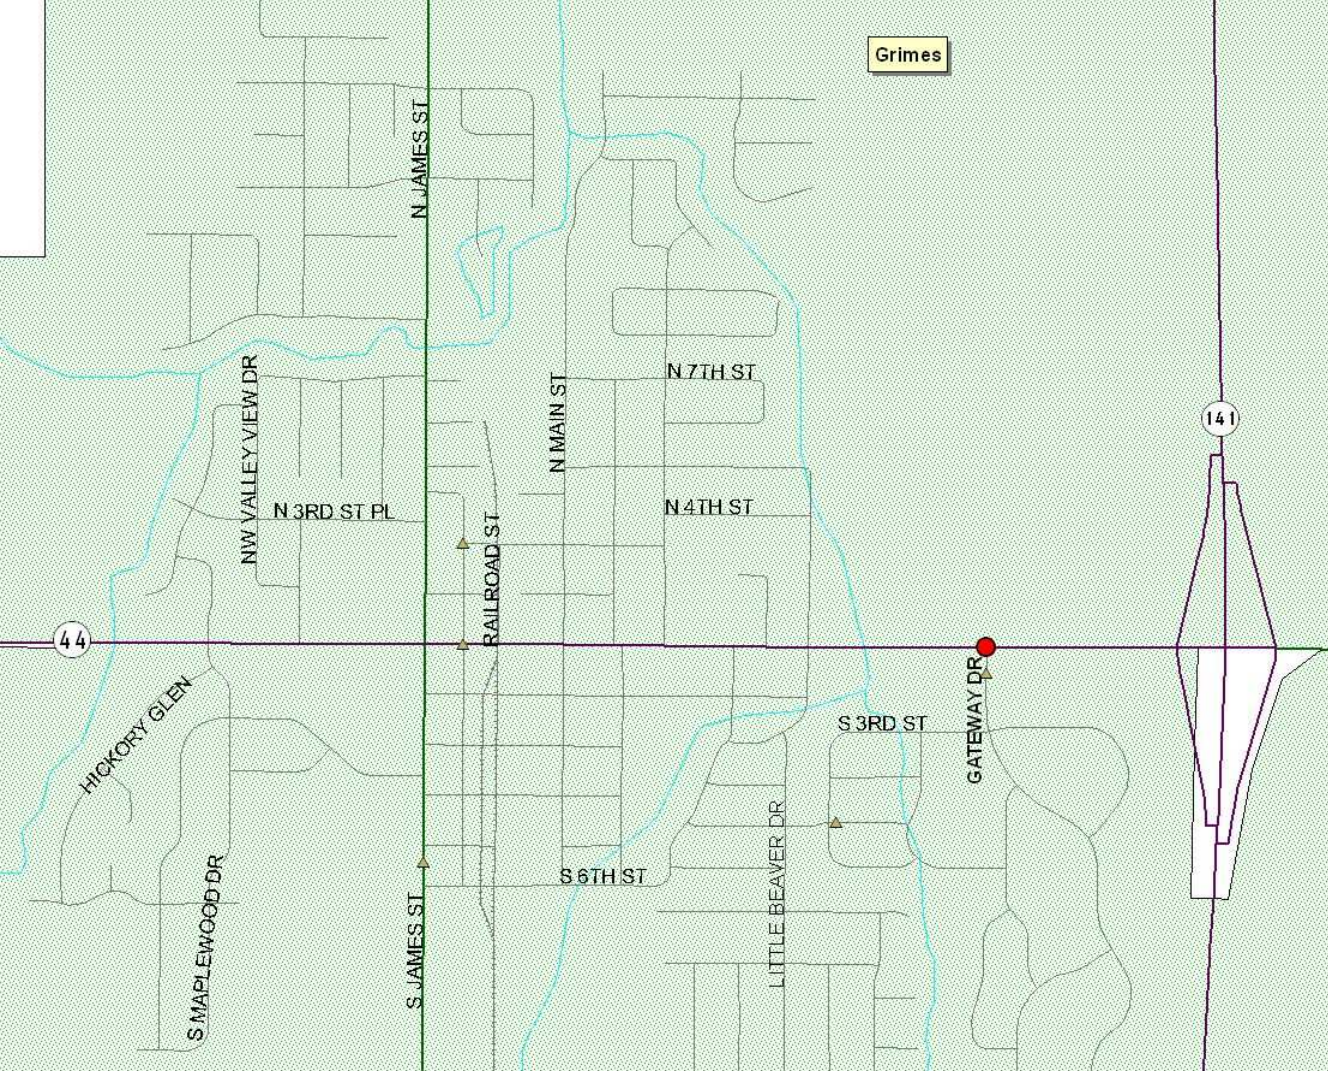 Grimes
N JAMES ST
NW VALLEY VIEW DR
N MAIN ST
N 7TH ST
141
N 3RD ST PL
RAILROAD ST
N 4TH ST
44
HICKORY GLEN
S 3RD ST
GATEWAY DR
LITTLE BEAVER DR
S 6TH ST
S MAPLEWOOD DR
S JAMES ST